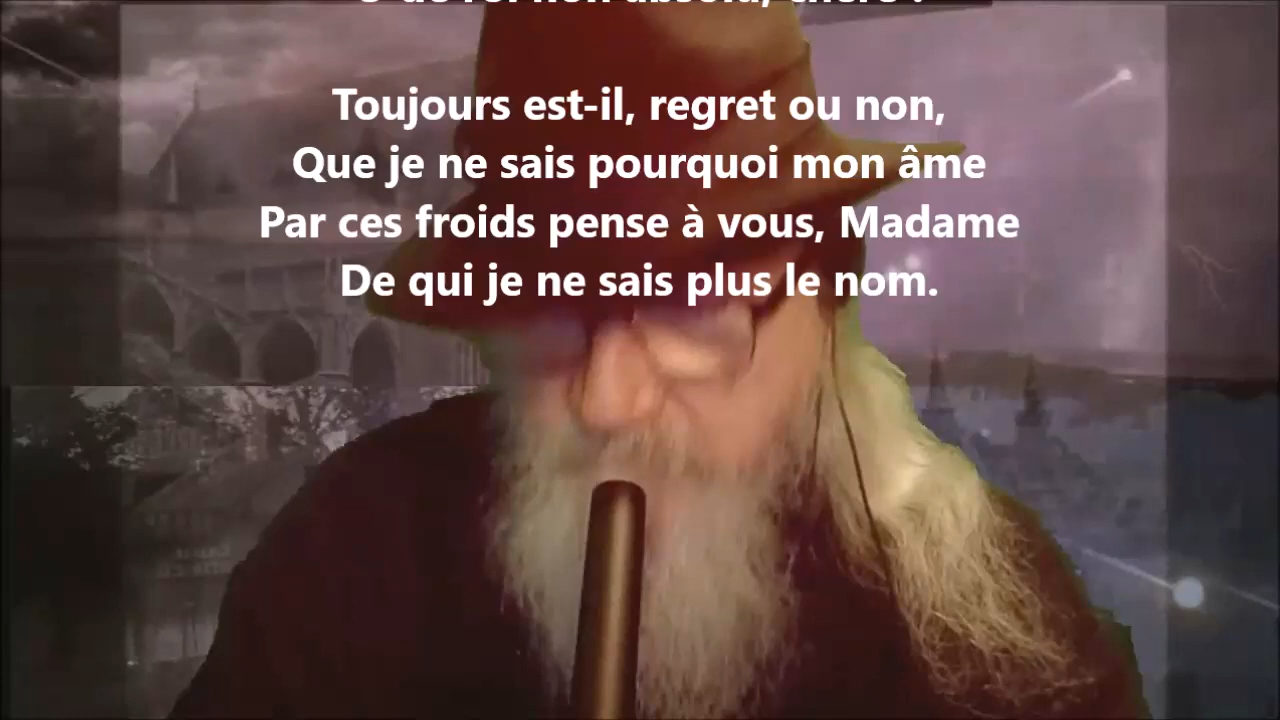 Toujours est-il, regret ou non,
Que je ne sais pourquoi mon âme
Par ces froids pense à vous, Madame
De qui je ne sais plus le nom.